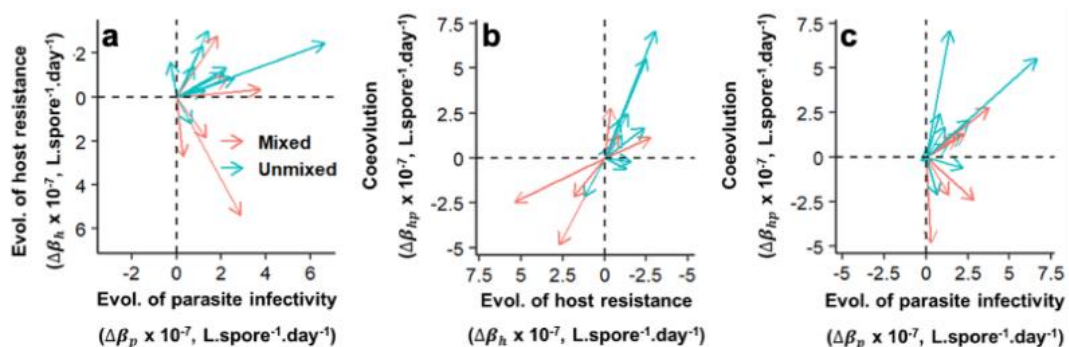 a
Evol. of host resistance
(Δβh x 10-7, L.spore-1.day-1)
-2
0
2
4
6
Mixed
Unmixed
-2
0
2
4
6
Evol. of parasite infectivity
(Δβp x 10-7, L.spore-1.day-1)
b
Coeovlution
(Δβhp x 10-7, L.spore-1.day-1)
7.5
5
2.5
0
-2.5
-5
7.5
5
2.5
0
-2.5
-5
Evol. of host resistance
(Δβh x 10-7, L.spore-1.day-1)
c
Coeovlution
(Δβhp x 10-7, L.spore-1.day-1)
7.5
5
2.5
0
-2.5
-5
-5
-2.5
0
2.5
5
7.5
Evol. of parasite infectivity
(Δβp x 10-7, L.spore-1.day-1)